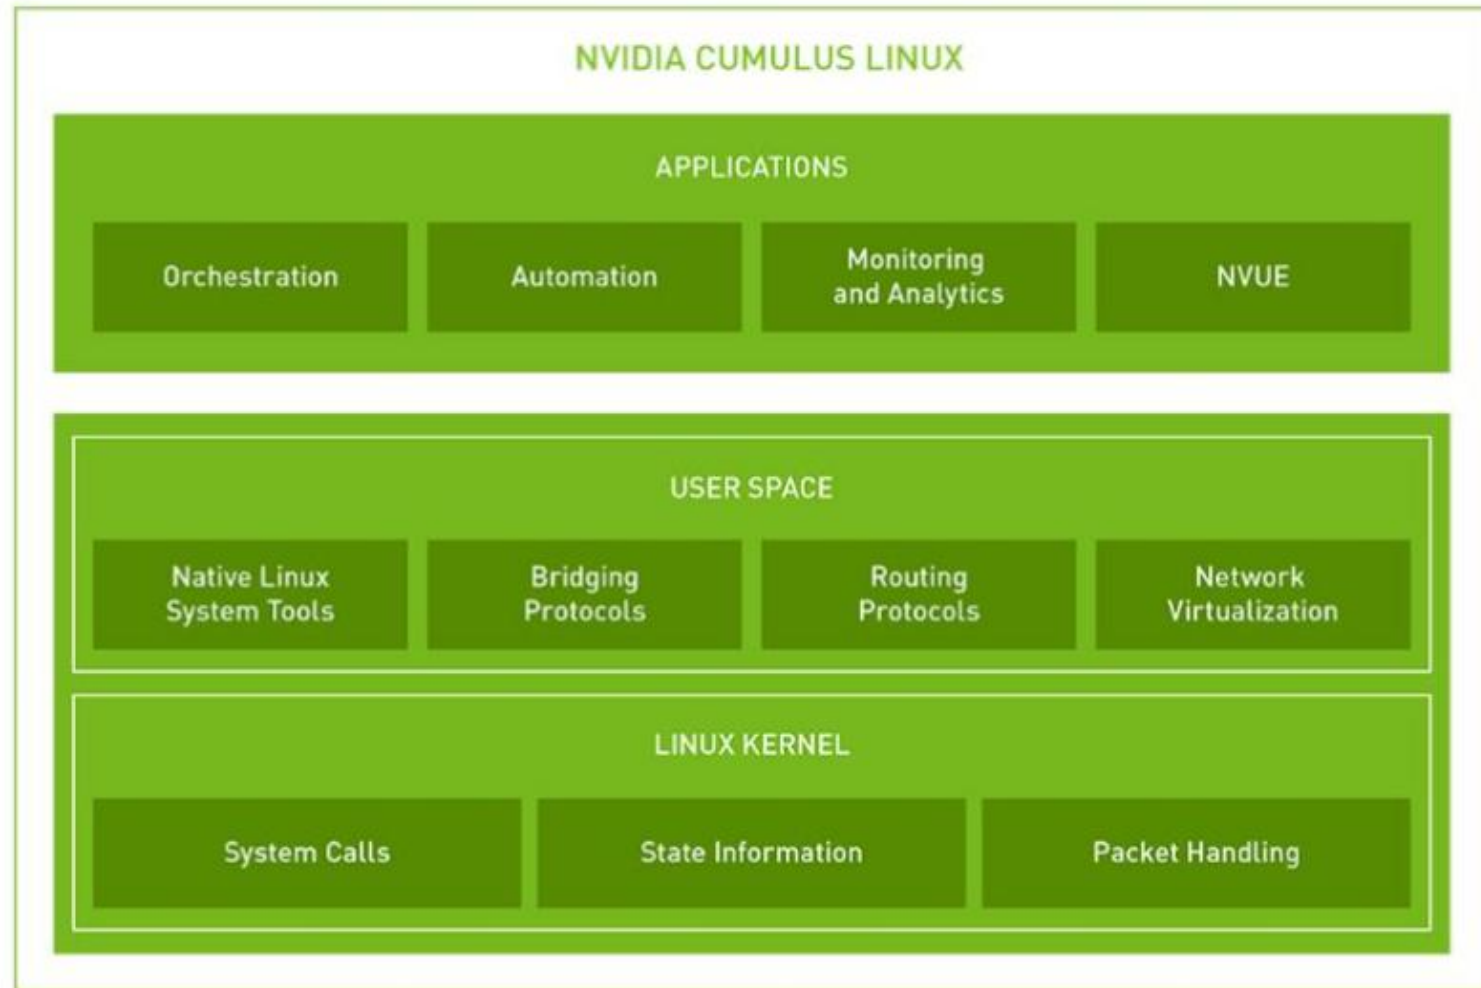 NVIDIA CUMULUS LINUX
APPLICATIONS
Orchestration
Automation
Monitoring
and Analytics
NVUE
USER SPACE
Native Linux
System Tools
Bridging
Protocols
Routing
Protocols
Network
Virtualization
LINUX KERNEL
System Calls
State Information
Packet Handling